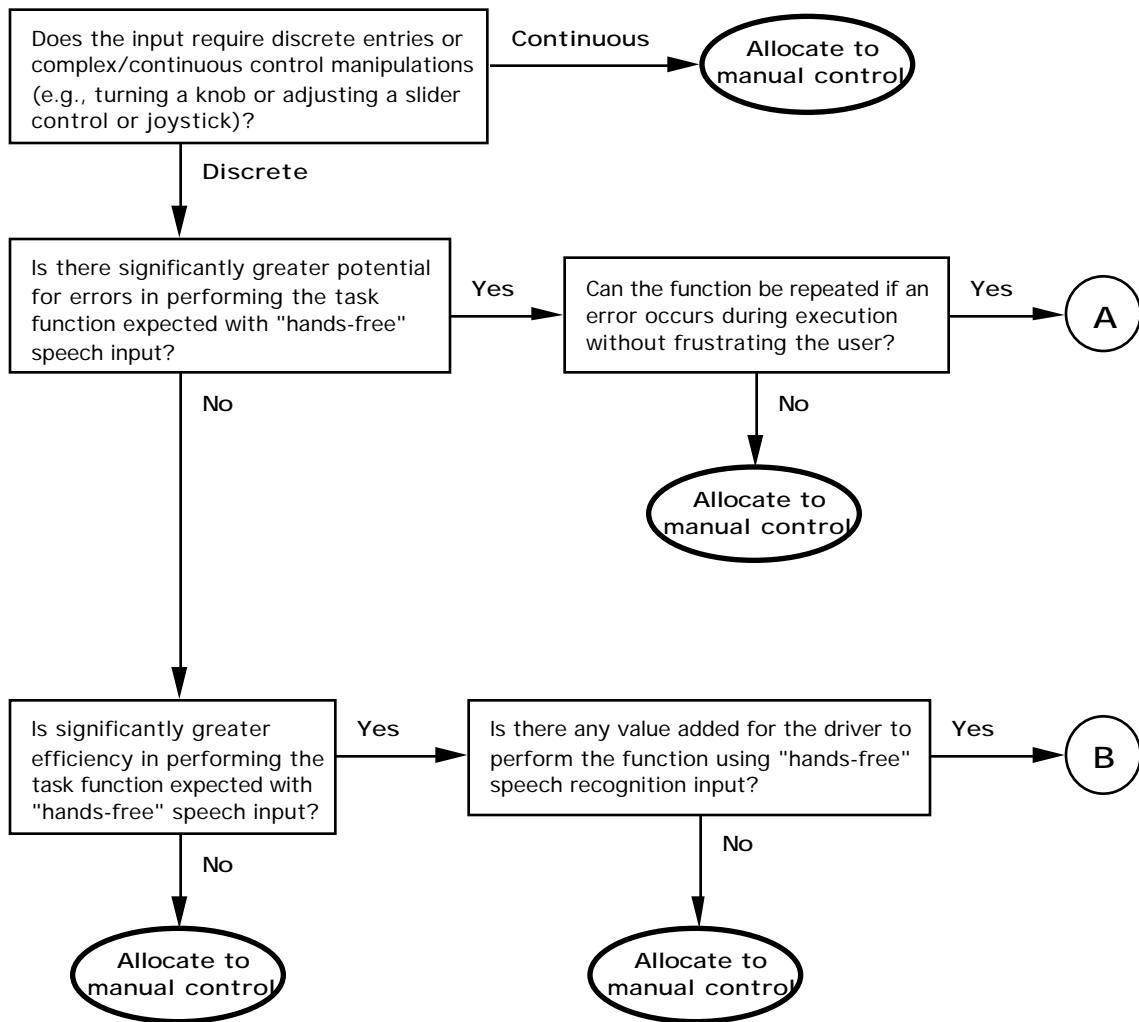 Does the input require discrete entries or
complex/continuous control manipulations
(e.g., turning a knob or adjusting a slider
control or joystick)?
Continuous
Allocate to
manual control
Discrete
Is there significantly greater potential
for errors in performing the task
function expected with "hands-free"
speech input?
Yes
Can the function be repeated if an
error occurs during execution
without frustrating the user?
Yes
A
No
No
Allocate to
manual control
Is significantly greater
efficiency in performing the
task function expected with
"hands-free" speech input?
Yes
Is there any value added for the driver to
perform the function using "hands-free"
speech recognition input?
Yes
B
No
No
Allocate to
manual control
Allocate to
manual control